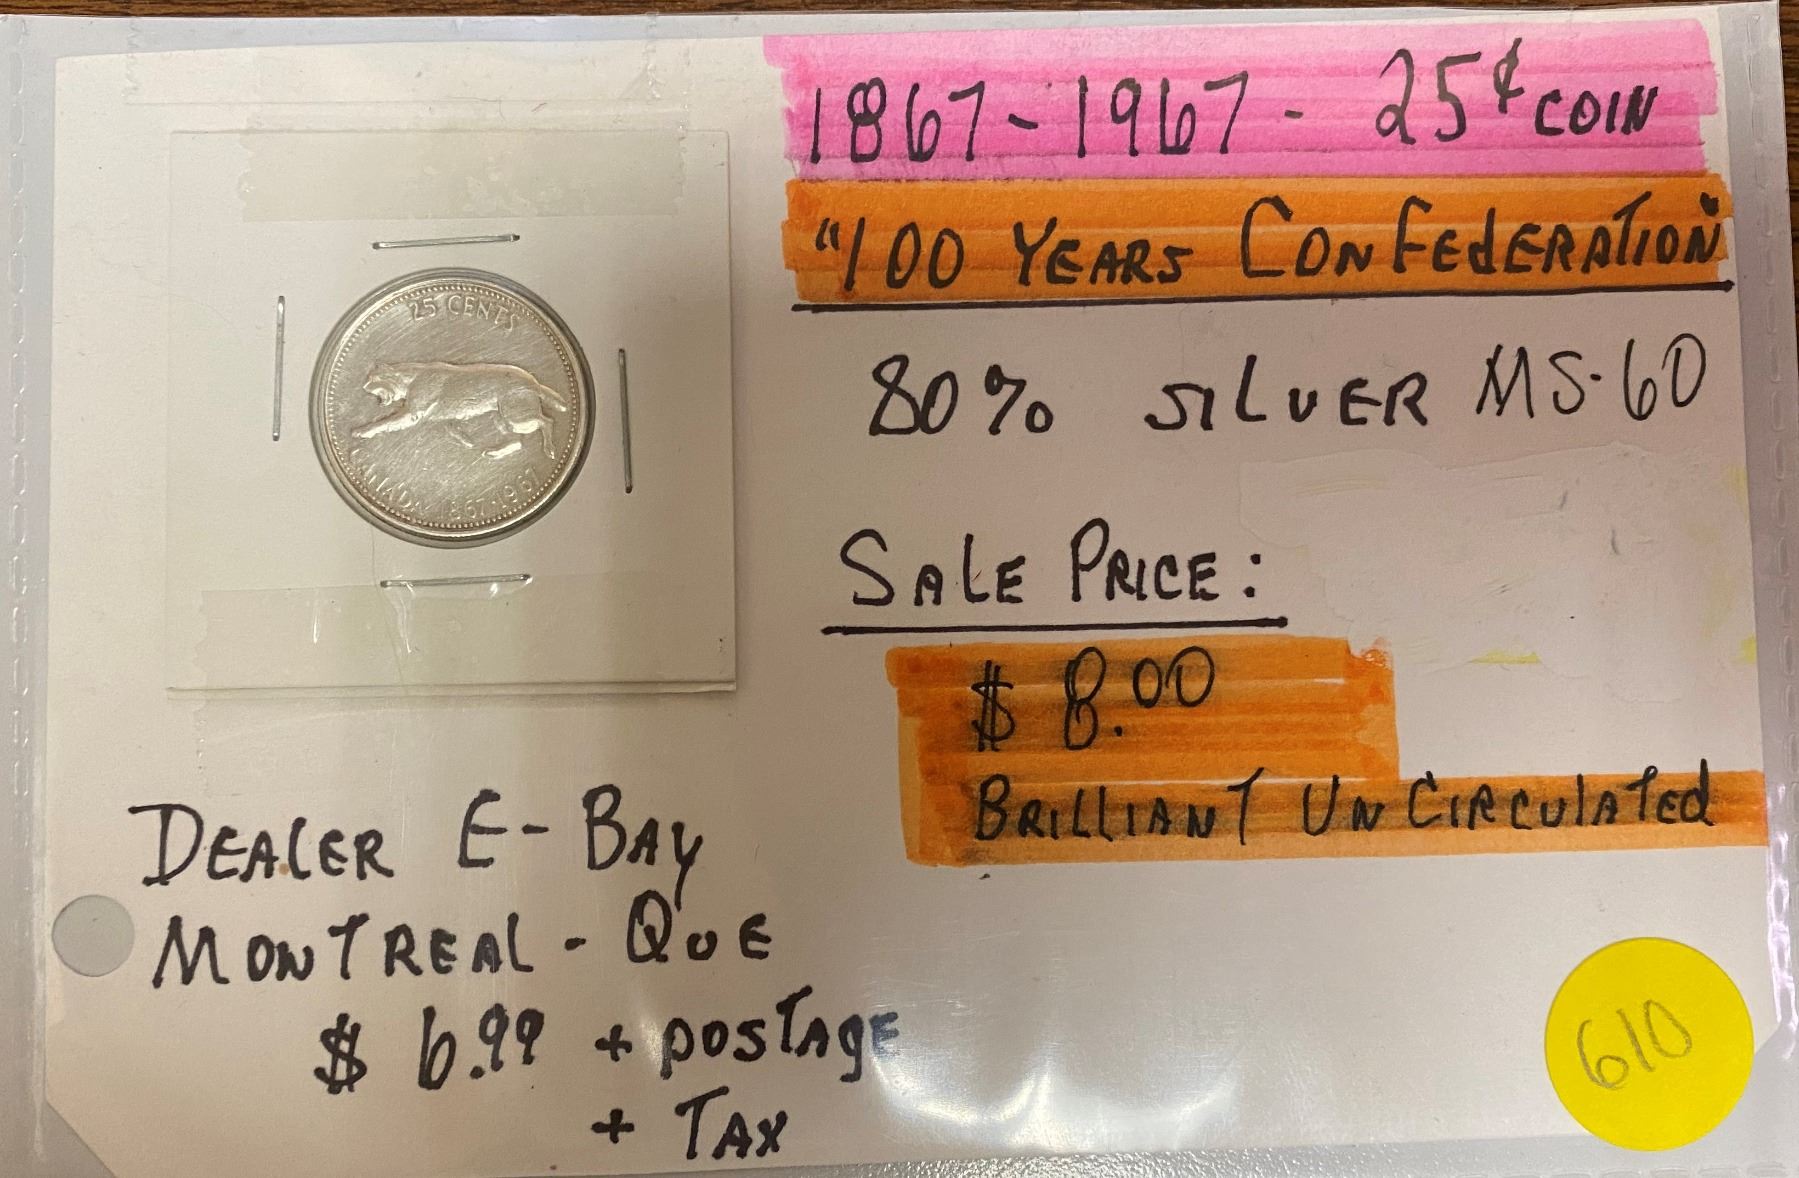 1867-1967 - 25¢ COIN
"100 YEARS CONFEDERATION"
80% SILVER MS-60
25 CENTS
CANADA 1867-1967
SALE PRICE:
$ 8.00
BRILLIANT UNCIRCULATED
DEALER E-BAY
MONTREAL - QUE
$ 6.99 + POSTAGE
+ TAX
610